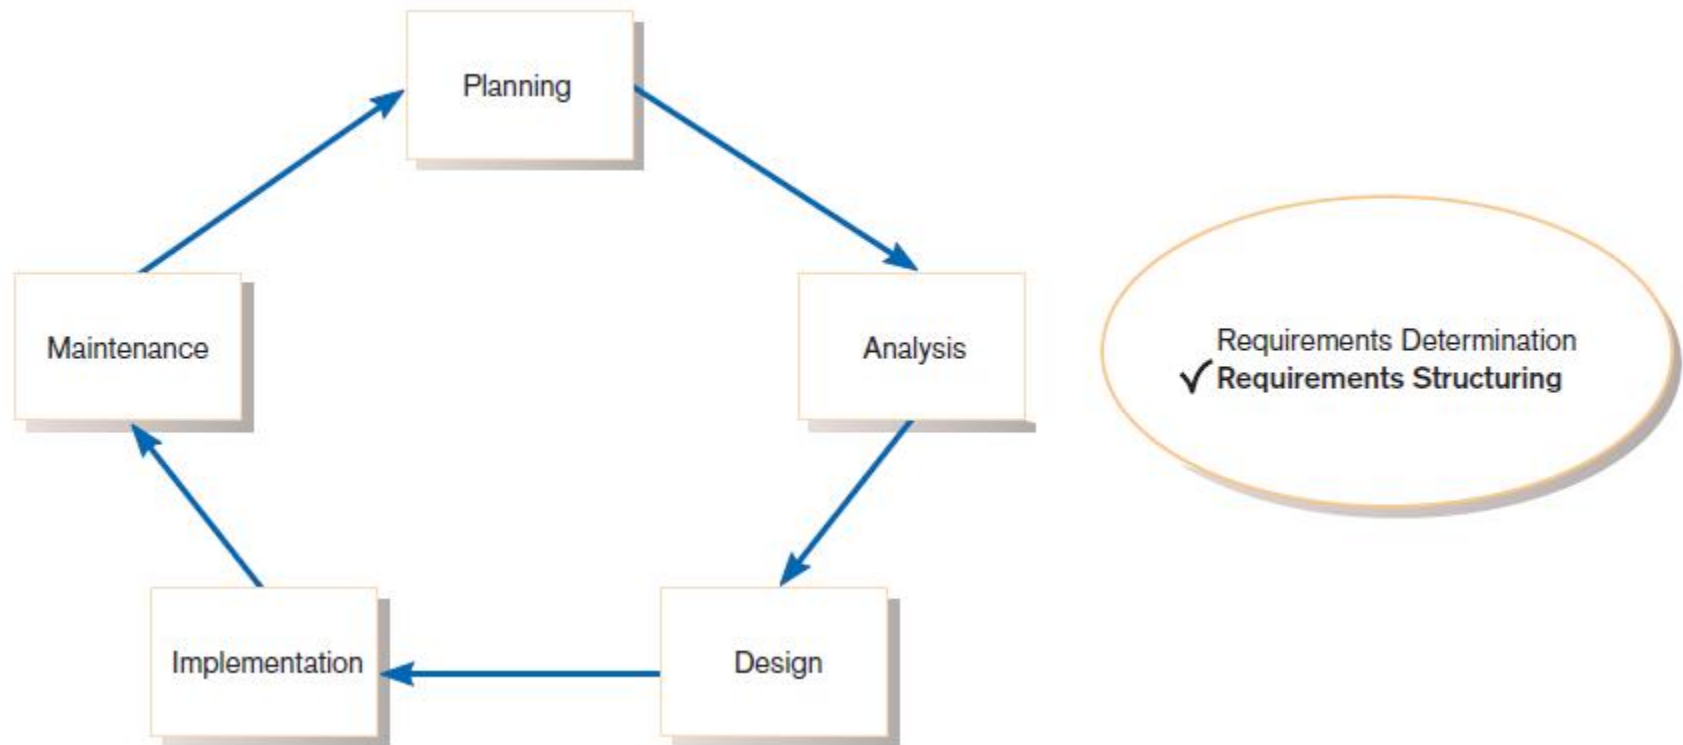 Planning
Maintenance
Analysis
Requirements Determination
✓Requirements Structuring
Implementation
Design